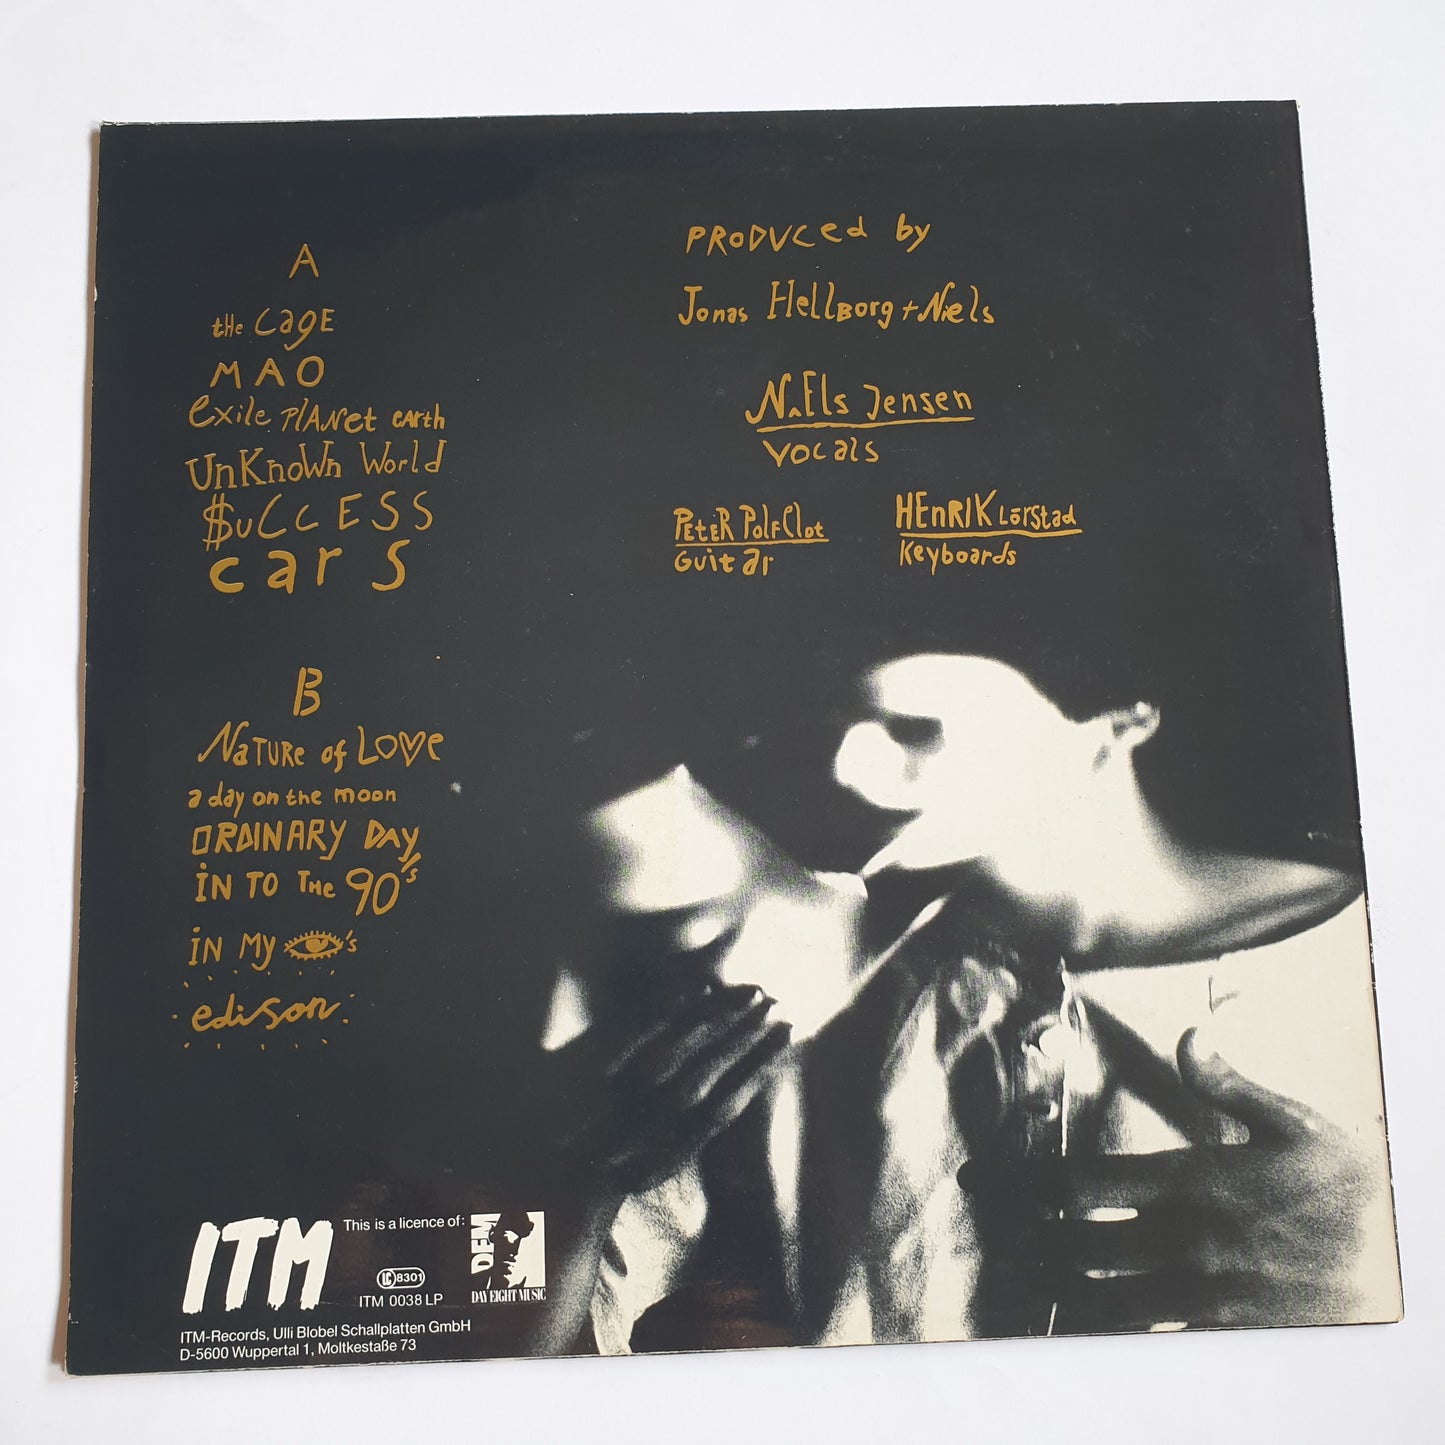 A
the CagE
MAO
Exile PlANet eArth
UnKnoWn World
$uCcESS
cars
B
NaTURe of LOVe
a day on the moon
ORDINARY DAY
iN TO THe 90's
iN MY 's
edison
PRoDUCed by
Jonas HellBorg + Niels
NiEls Jensen
vocals
PeteR PolfClot
Guitar
HEnRIK Lörstad
Keyboards
ITM
This is a licence of:
DEM
DAY EIGHT MUSIC
LC 8301
ITM 0038 LP
ITM-Records, Ulli Blobel Schallplatten GmbH
D-5600 Wuppertal 1, Moltkestaße 73